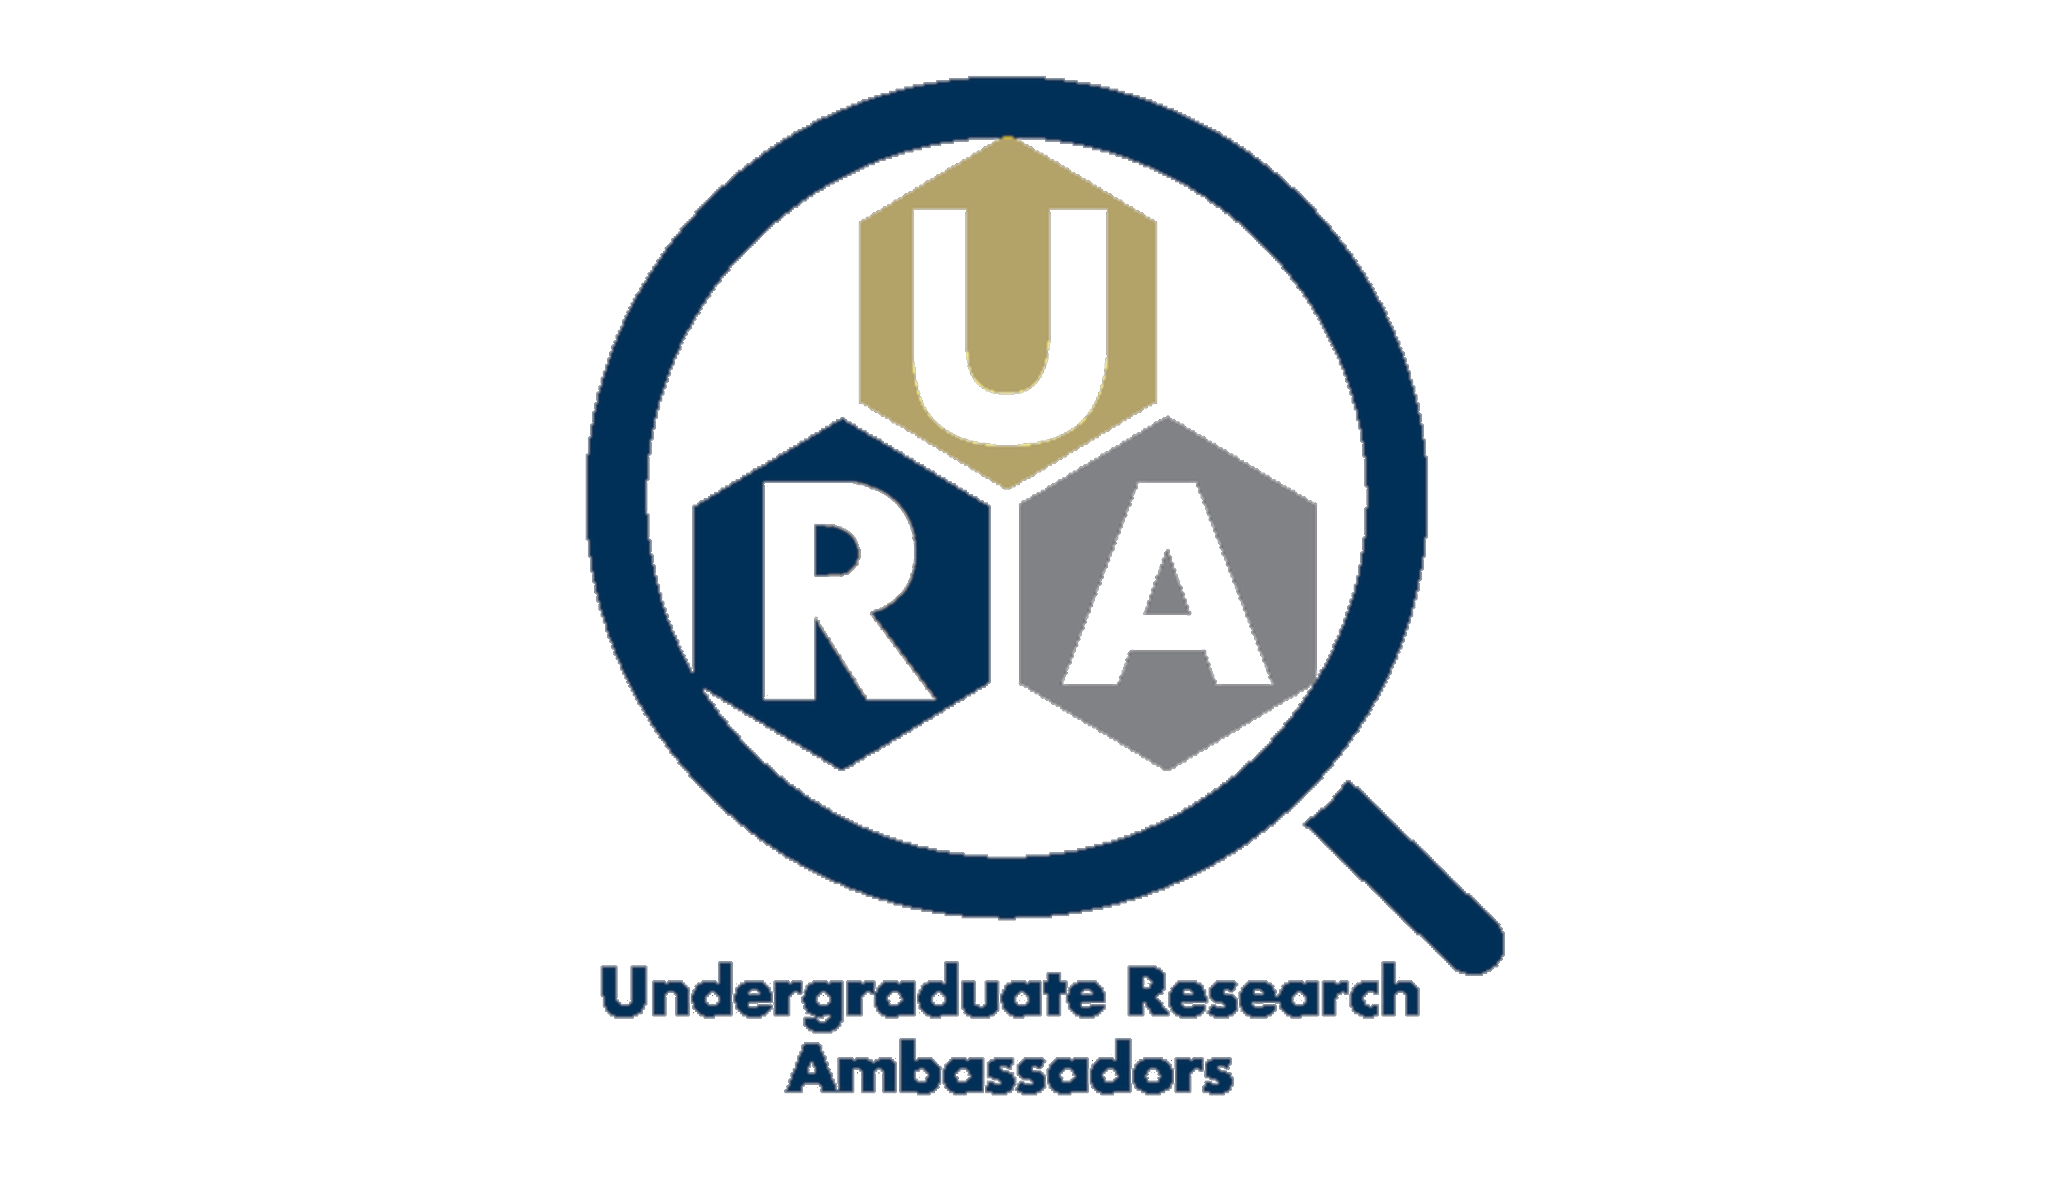 U
R A
Undergraduate Research
Ambassadors